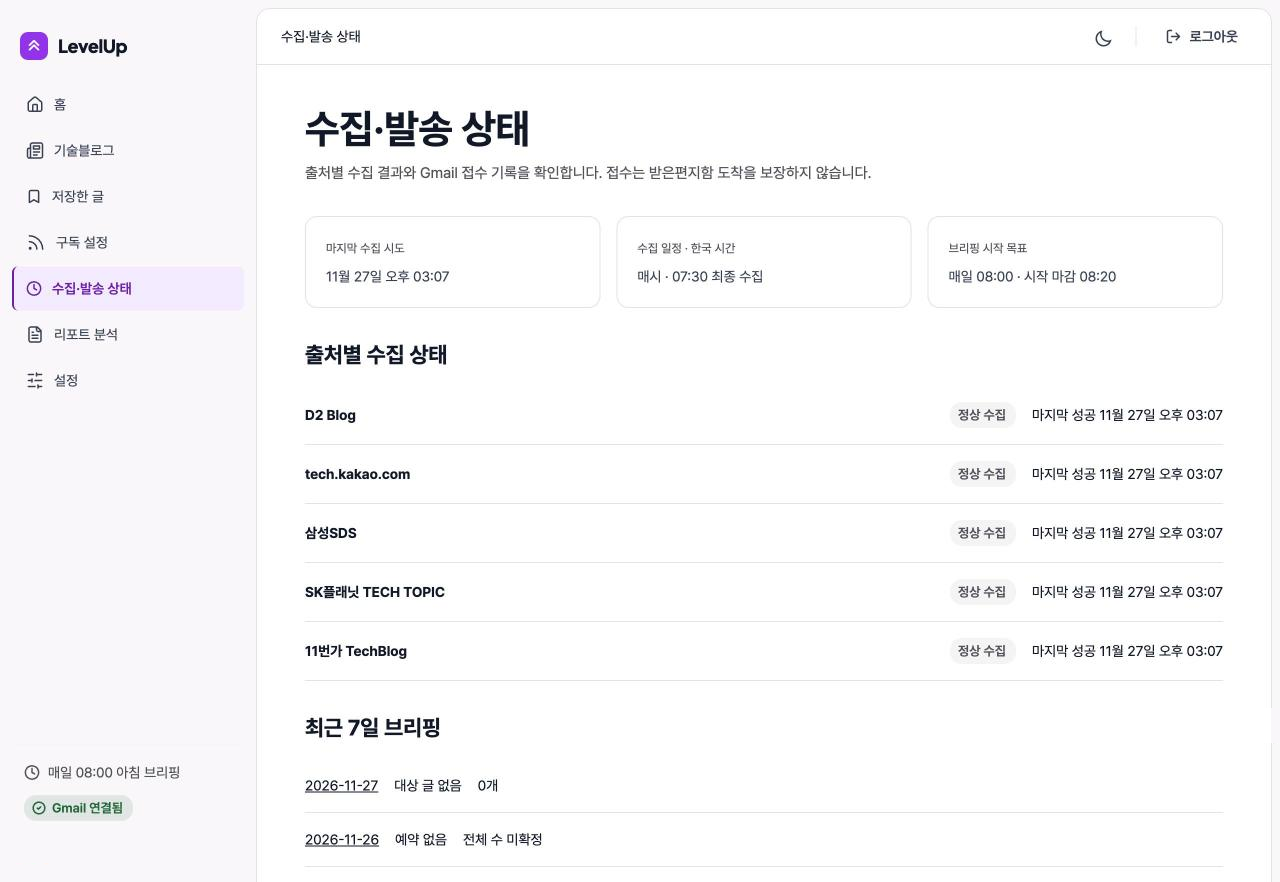 LevelUp
홈
기술블로그
저장한 글
구독 설정
수집·발송 상태
리포트 분석
설정
매일 08:00 아침 브리핑
Gmail 연결됨
수집·발송 상태
로그아웃
수집·발송 상태
출처별 수집 결과와 Gmail 접수 기록을 확인합니다. 접수는 받은편지함 도착을 보장하지 않습니다.
마지막 수집 시도
11월 27일 오후 03:07
수집 일정 · 한국 시간
매시 · 07:30 최종 수집
브리핑 시작 목표
매일 08:00 · 시작 마감 08:20
출처별 수집 상태
D2 Blog 정상 수집 마지막 성공 11월 27일 오후 03:07
tech.kakao.com 정상 수집 마지막 성공 11월 27일 오후 03:07
삼성SDS 정상 수집 마지막 성공 11월 27일 오후 03:07
SK플래닛 TECH TOPIC 정상 수집 마지막 성공 11월 27일 오후 03:07
11번가 TechBlog 정상 수집 마지막 성공 11월 27일 오후 03:07
최근 7일 브리핑
2026-11-27 대상 글 없음 0개
2026-11-26 예약 없음 전체 수 미확정